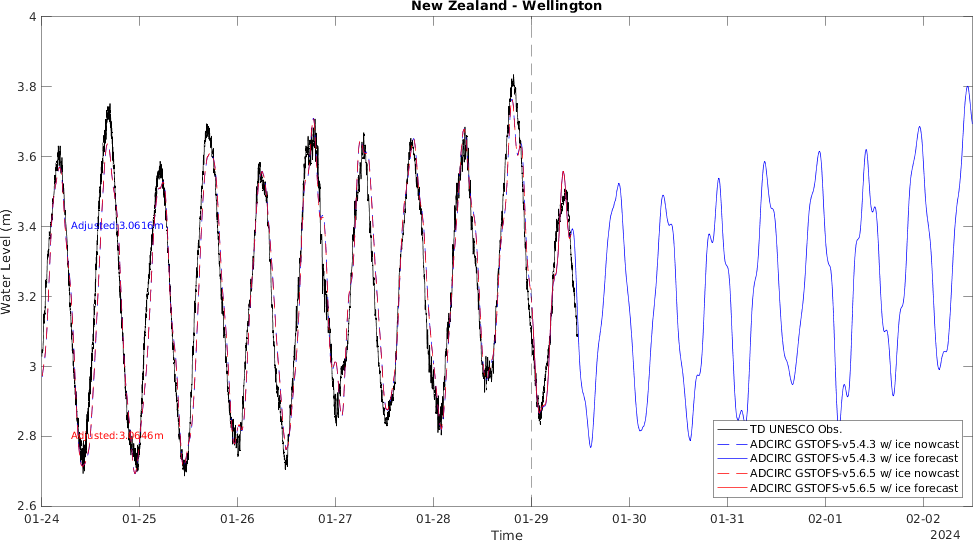 New Zealand - Wellington
4
3.8
3.6
3.4
3.2
3
2.8
2.6
Water Level (m)
Adjusted:3.0616m
TD UNESCO Obs.
ADCIRC GSTOFS-v5.4.3 w/ ice nowcast
ADCIRC GSTOFS-v5.4.3 w/ ice forecast
ADCIRC GSTOFS-v5.6.5 w/ ice nowcast
ADCIRC GSTOFS-v5.6.5 w/ ice forecast
01-24 01-25 01-26 01-27 01-28 01-29 01-30 01-31 02-01 02-02
Time
2024